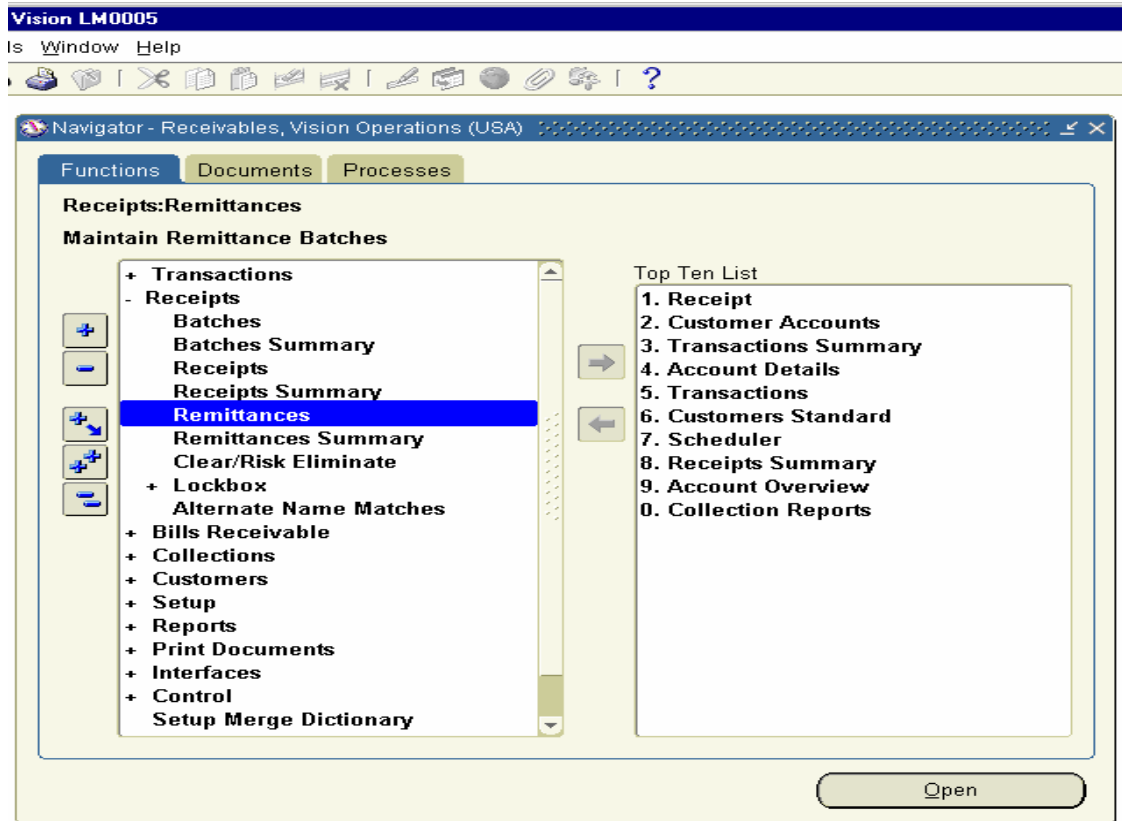 Vision LM0005
ls Window Help
Navigator - Receivables, Vision Operations (USA)
Functions Documents Processes
Receipts:Remittances
Maintain Remittance Batches
+ Transactions
- Receipts
Batches
Batches Summary
Receipts
Receipts Summary
Remittances
Remittances Summary
Clear/Risk Eliminate
+ Lockbox
Alternate Name Matches
+ Bills Receivable
+ Collections
+ Customers
+ Setup
+ Reports
+ Print Documents
+ Interfaces
+ Control
Setup Merge Dictionary
Top Ten List
1. Receipt
2. Customer Accounts
3. Transactions Summary
4. Account Details
5. Transactions
6. Customers Standard
7. Scheduler
8. Receipts Summary
9. Account Overview
0. Collection Reports
Open